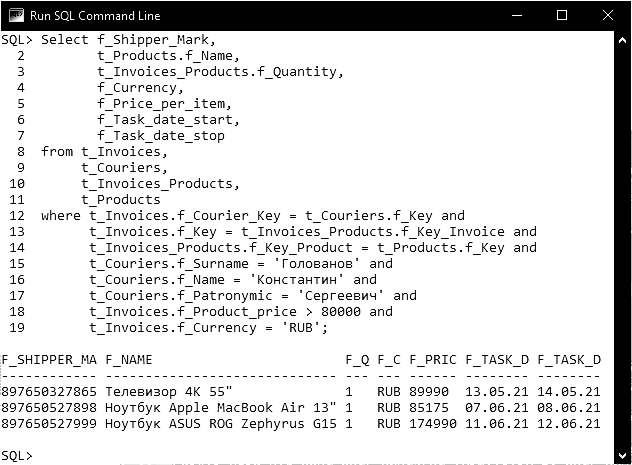 Run SQL Command Line
SQL> Select f_Shipper_Mark,
2 t_Products.f_Name,
3 t_Invoices_Products.f_Quantity,
4 f_Currency,
5 f_Price_per_item,
6 f_Task_date_start,
7 f_Task_date_stop
8 from t_Invoices,
9 t_Couriers,
10 t_Invoices_Products,
11 t_Products
12 where t_Invoices.f_Courier_Key = t_Couriers.f_Key and
13 t_Invoices.f_Key = t_Invoices_Products.f_Key_Invoice and
14 t_Invoices_Products.f_Key_Product = t_Products.f_Key and
15 t_Couriers.f_Surname = 'Голованов' and
16 t_Couriers.f_Name = 'Константин' and
17 t_Couriers.f_Patronymic = 'Сергеевич' and
18 t_Invoices.f_Product_price > 80000 and
19 t_Invoices.f_Currency = 'RUB';
F_SHIPPER_MA F_NAME F_Q F_C F_PRIC F_TASK_D F_TASK_D
------------ ----------------------------- --- --- ------ -------- --------
897650327865 Телевизор 4K 55" 1 RUB 89990 13.05.21 14.05.21
897650527898 Ноутбук Apple MacBook Air 13" 1 RUB 85175 07.06.21 08.06.21
897650527999 Ноутбук ASUS ROG Zephyrus G15 1 RUB 174990 11.06.21 12.06.21
SQL>